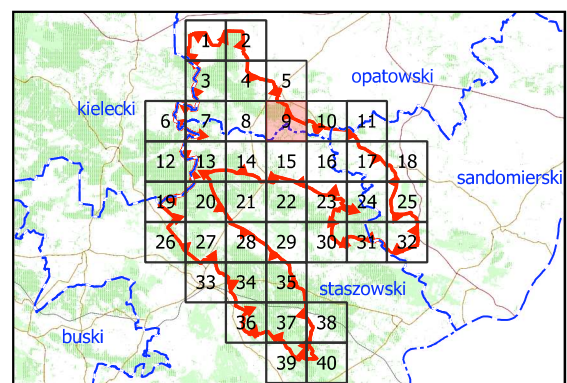 1 2
3 4 5
opatowski
kielecki
6 7 8 9 10 11
12 13 14 15 16 17 18
sandomierski
19 20 21 22 23 24 25
26 27 28 29 30 31 32
33 34 35
staszowski
36 37 38
buski
39 40